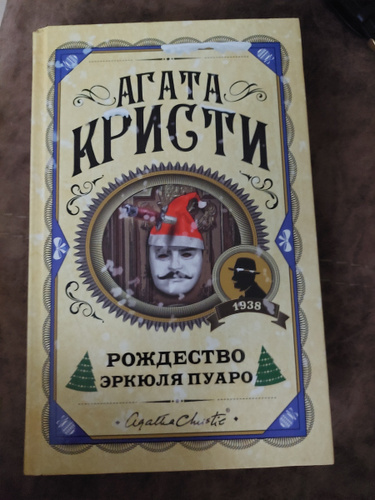 АГАТА
КРИСТИ
1938
РОЖДЕСТВО
ЭРКЮЛЯ ПУАРО
Agatha Christie®